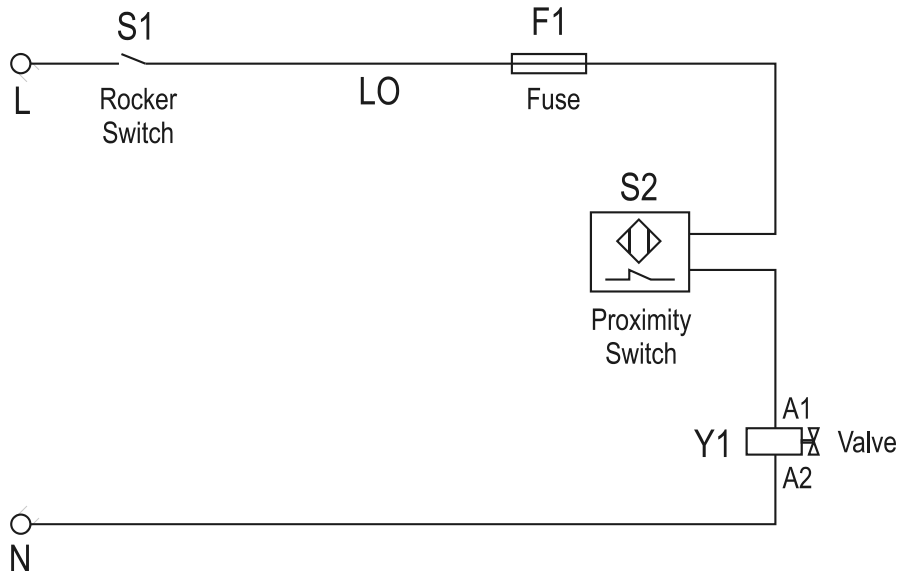 S1
F1
L
LO
Rocker
Switch
Fuse
S2
Proximity
Switch
A1
Y1
Valve
A2
N